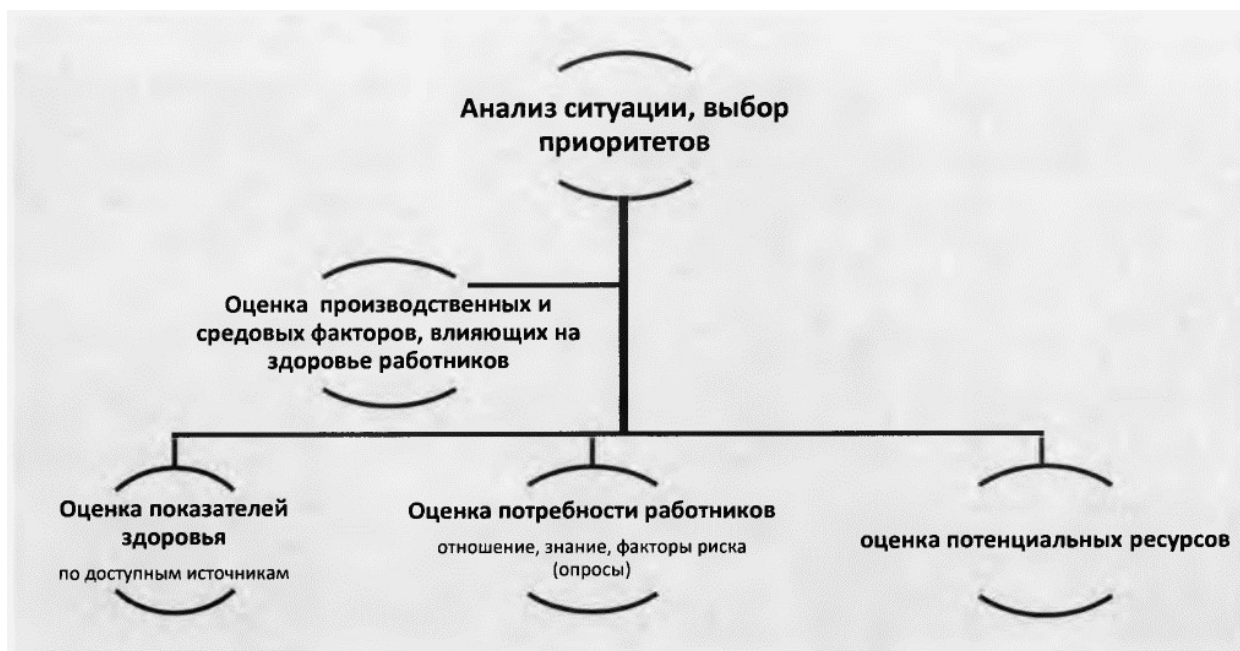 Анализ ситуации, выбор
приоритетов
Оценка производственных и
средовых факторов, влияющих на
здоровье работников
Оценка показателей
здоровья
по доступным источникам
Оценка потребности работников
отношение, знание, факторы риска
(опросы)
оценка потенциальных ресурсов